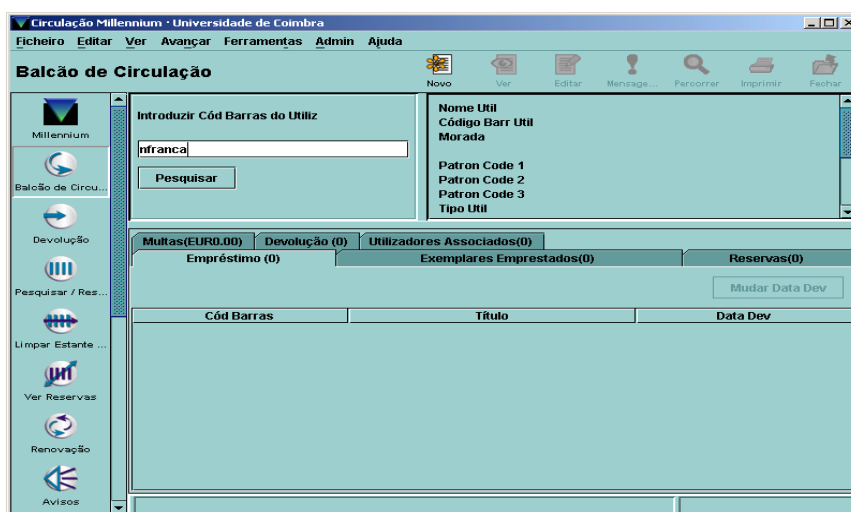 Circulação Millennium · Universidade de Coimbra
Ficheiro Editar Ver Avançar Ferramentas Admin Ajuda
Balcão de Circulação
Novo Ver Editar Mensage... Percorrer Imprimir Fechar
Millennium
Balcão de Circu...
Devolução
Pesquisar / Res...
Limpar Estante ...
Ver Reservas
Renovação
Avisos
Introduzir Cód Barras do Utiliz
nfranca
Pesquisar
Nome Util
Código Barr Util
Morada
Patron Code 1
Patron Code 2
Patron Code 3
Tipo Util
Multas(EUR0.00) Devolução (0) Utilizadores Associados(0)
Empréstimo (0) Exemplares Emprestados(0) Reservas(0)
Mudar Data Dev
Cód Barras Título Data Dev